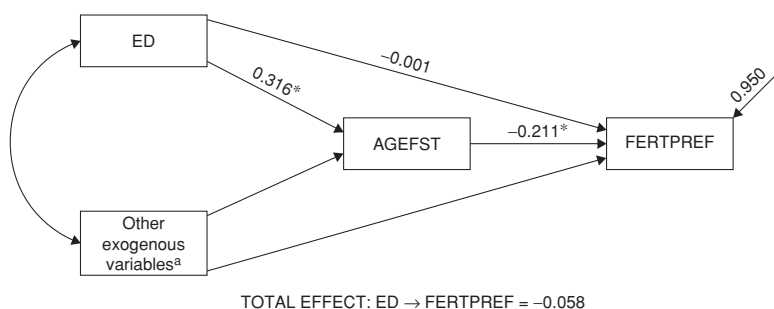 ED
−0.001
0.316*
0.950
AGEFST
−0.211*
FERTPREF
Other
exogenous
variablesᵃ
TOTAL EFFECT: ED → FERTPREF = −0.058